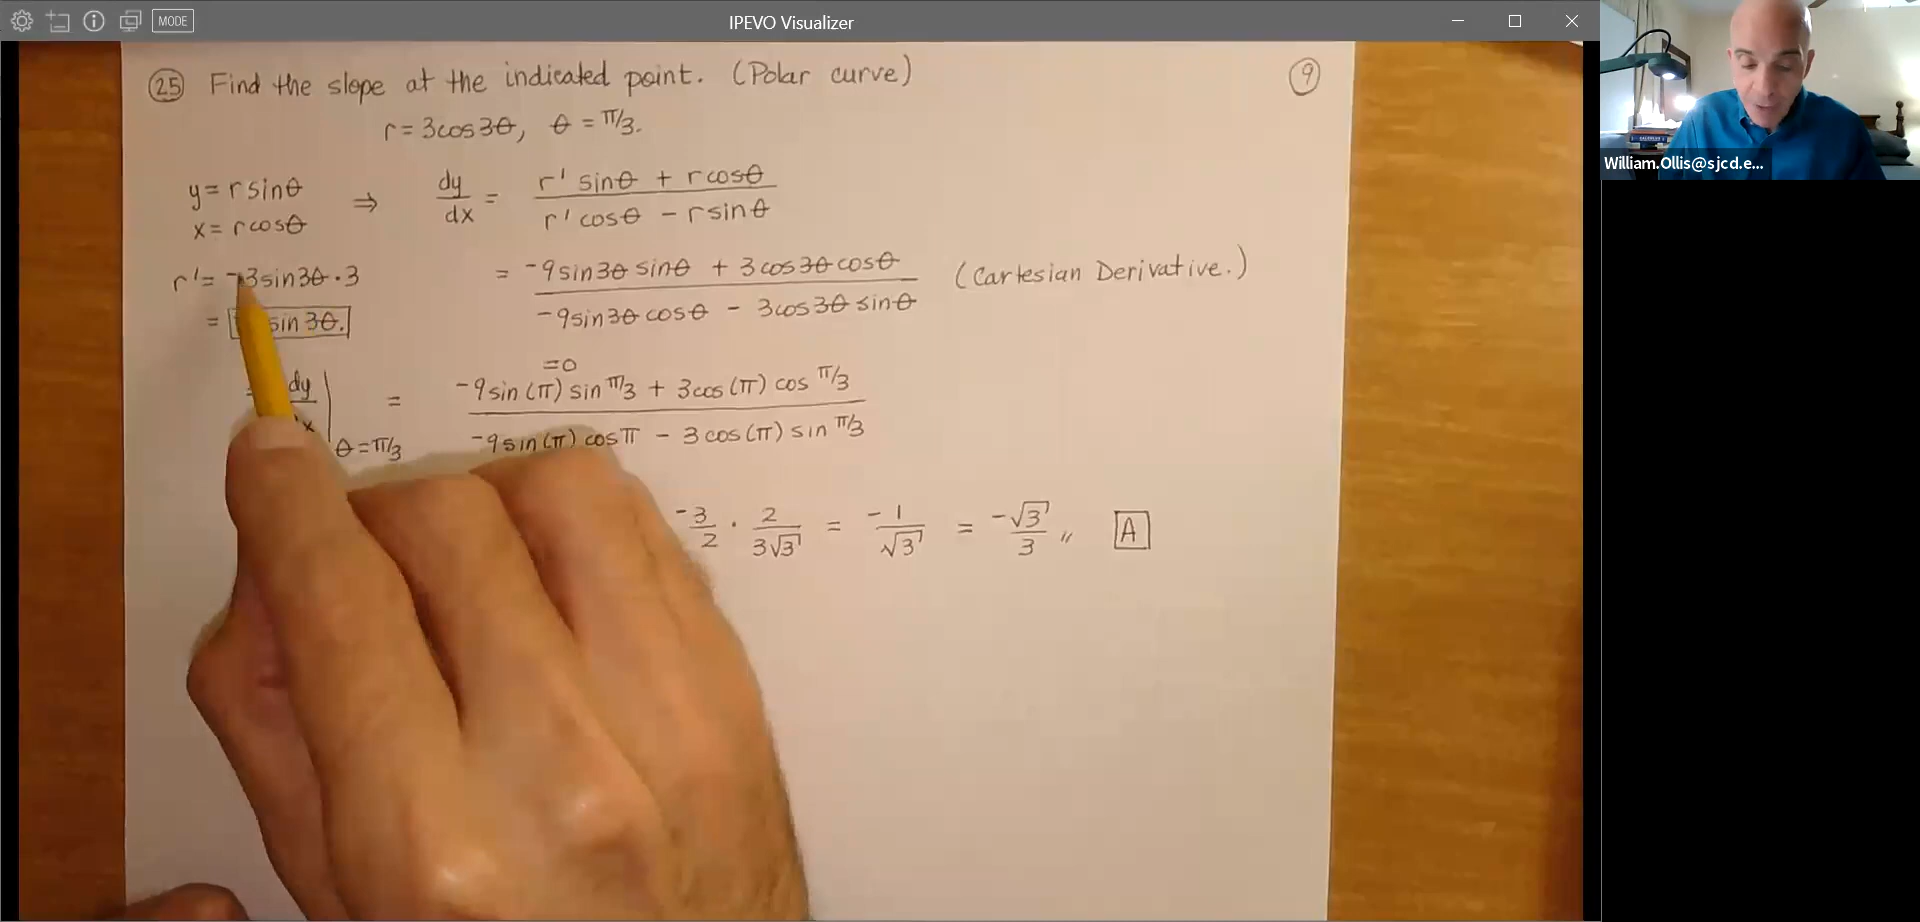 MODE
IPEVO Visualizer
25 Find the slope at the indicated point. (Polar curve)
9
r = 3cos3θ, θ = π/3.
y = r sinθ
x = r cosθ
⇒ dy/dx = (r' sinθ + r cosθ)/(r' cosθ - r sinθ)
r' = -3sin3θ · 3
= sin 3θ.
= (-9sin3θ sinθ + 3cos3θ cosθ)/(-9sin3θ cosθ - 3cos3θ sinθ) (Cartesian Derivative.)
=0
dy/x | θ = π/3 = (-9sin(π) sin π/3 + 3cos(π) cos π/3)/(-9sin(π) cosπ - 3cos(π) sin π/3)
-3/2 · 2/3√3 = -1/√3 = -√3/3 〃 A
William.Ollis@sjcd.e...